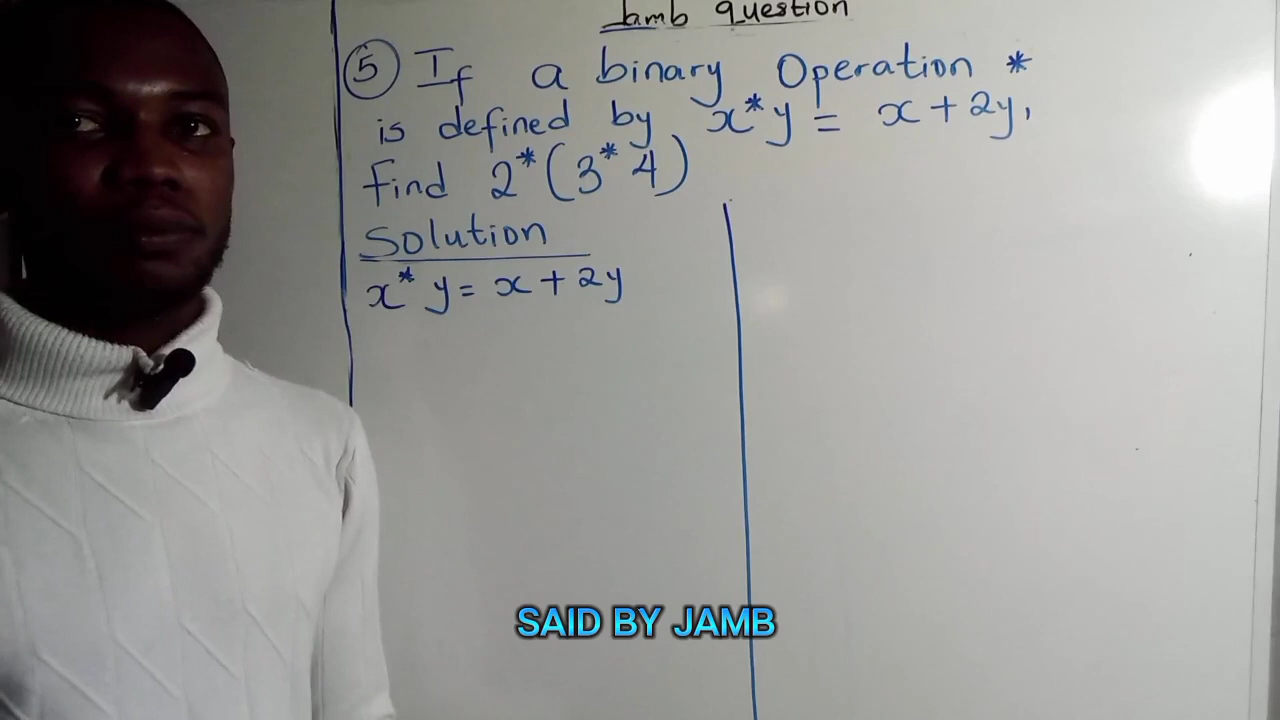 Jamb question
⑤ If a binary Operation *
is defined by x*y = x + 2y,
find 2*(3*4)
Solution
x* y = x + 2y
SAID BY JAMB